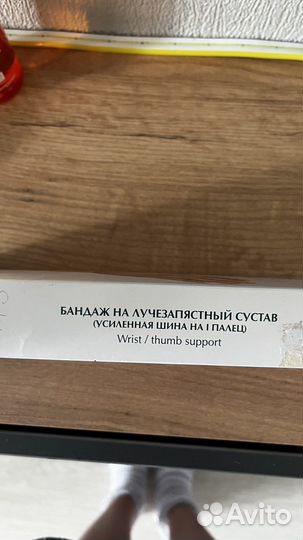 БАНДАЖ НА ЛУЧЕЗАПЯСТНЫЙ СУСТАВ
(УСИЛЕННАЯ ШИНА НА I ПАЛЕЦ)
Wrist / thumb support
Avito